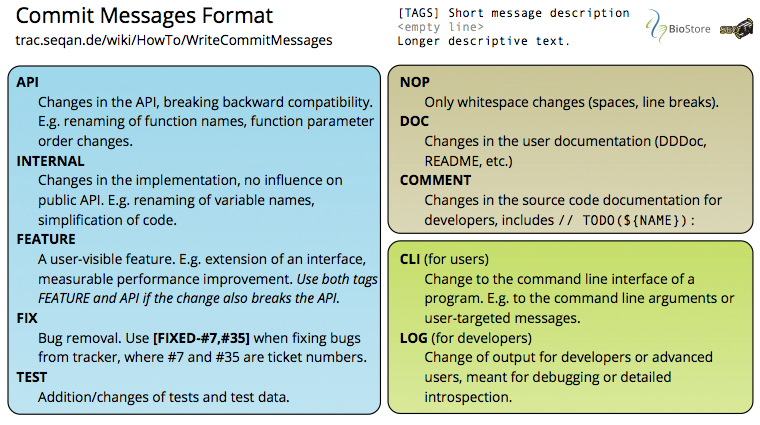 Commit Messages Format
trac.seqan.de/wiki/HowTo/WriteCommitMessages
[TAGS] Short message description
<empty line>
Longer descriptive text.
BioStore
SEQAN
API
Changes in the API, breaking backward compatibility.
E.g. renaming of function names, function parameter
order changes.
INTERNAL
Changes in the implementation, no influence on
public API. E.g. renaming of variable names,
simplification of code.
FEATURE
A user-visible feature. E.g. extension of an interface,
measurable performance improvement. Use both tags
FEATURE and API if the change also breaks the API.
FIX
Bug removal. Use [FIXED-#7,#35] when fixing bugs
from tracker, where #7 and #35 are ticket numbers.
TEST
Addition/changes of tests and test data.
NOP
Only whitespace changes (spaces, line breaks).
DOC
Changes in the user documentation (DDDoc,
README, etc.)
COMMENT
Changes in the source code documentation for
developers, includes // TODO(${NAME}):
CLI (for users)
Change to the command line interface of a
program. E.g. to the command line arguments or
user-targeted messages.
LOG (for developers)
Change of output for developers or advanced
users, meant for debugging or detailed
introspection.